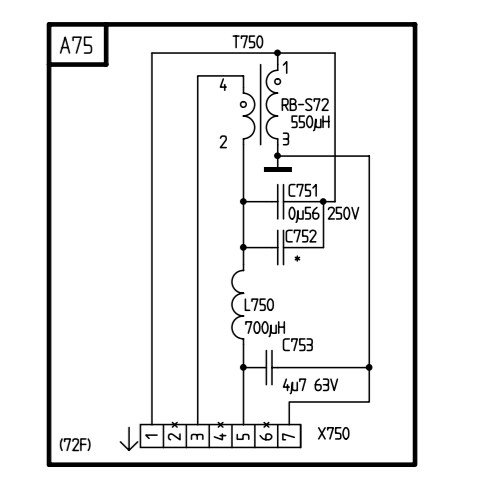 A75
T750
1
4
RB-S72
550µH
2
3
C751
0µ56 250V
C752
*
L750
700µH
C753
4µ7 63V
(72F)
1 2 3 4 5 6 7
X750